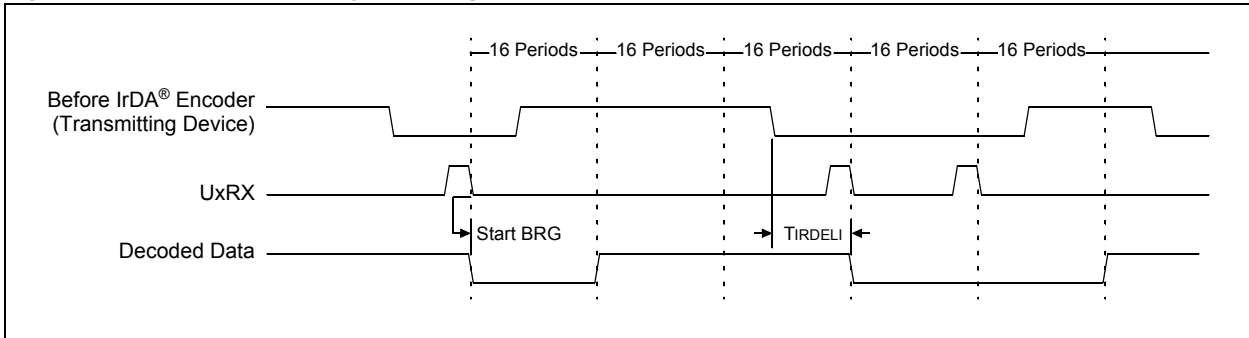 16 Periods 16 Periods 16 Periods 16 Periods 16 Periods
Before IrDA® Encoder
(Transmitting Device)
UxRX
Start BRG
TIRDELI
Decoded Data